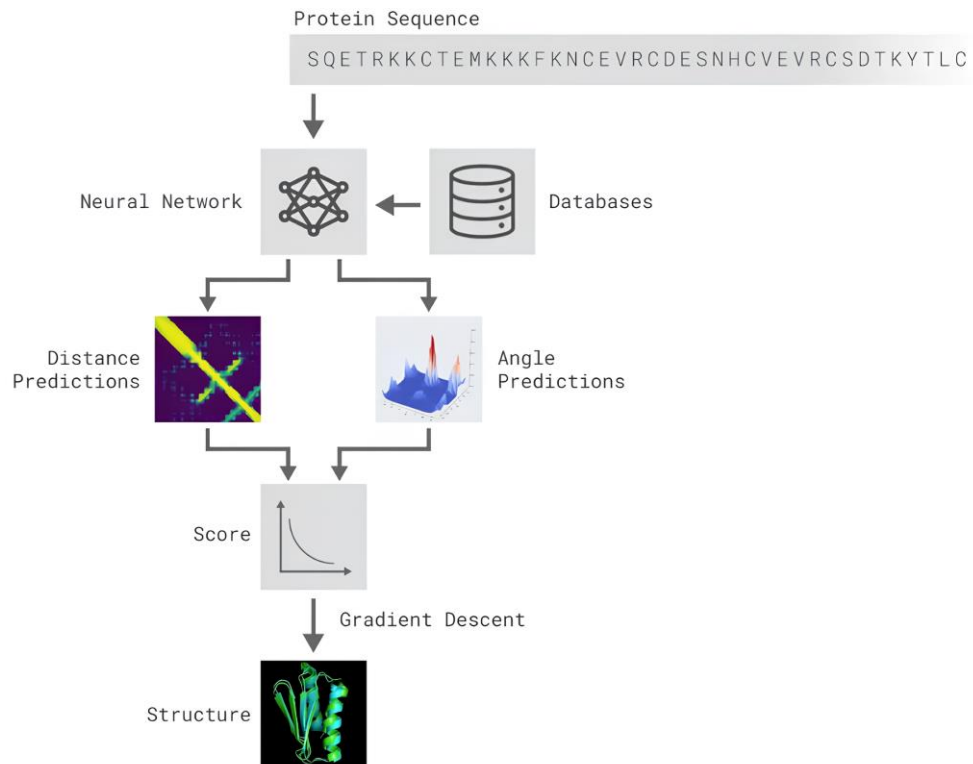 Protein Sequence
SQETRKKCTEMKKKFKNCEVRCDESNHCVEVRCSDTKYTLC
Neural Network
Databases
Distance
Predictions
Angle
Predictions
Score
Gradient Descent
Structure